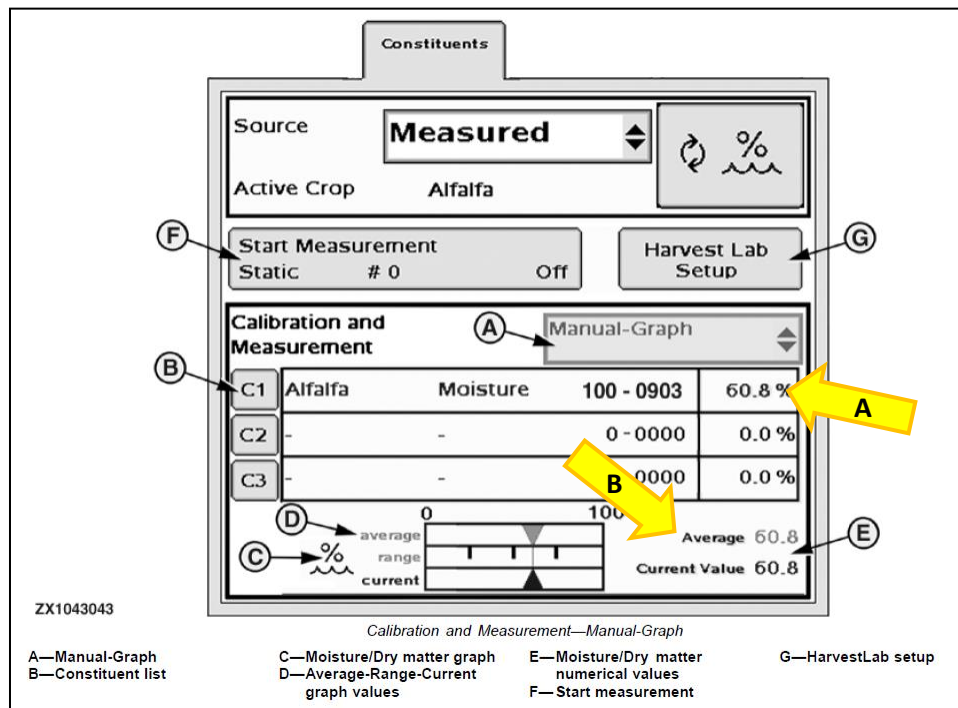 Constituents
Source Measured
Active Crop Alfalfa
F
Start Measurement
Static # 0 Off
Harvest Lab
Setup
G
Calibration and
Measurement
A
Manual-Graph
B
C1 Alfalfa Moisture 100 - 0903 60.8 %
A
C2 - - 0 - 0000 0.0 %
C3 - - 0000 0.0 %
B
0 100
D
average
range
current
C
%
Average 60.8
Current Value 60.8
E
ZX1043043
Calibration and Measurement—Manual-Graph
A—Manual-Graph
B—Constituent list
C—Moisture/Dry matter graph
D—Average-Range-Current
graph values
E—Moisture/Dry matter
numerical values
F—Start measurement
G—HarvestLab setup